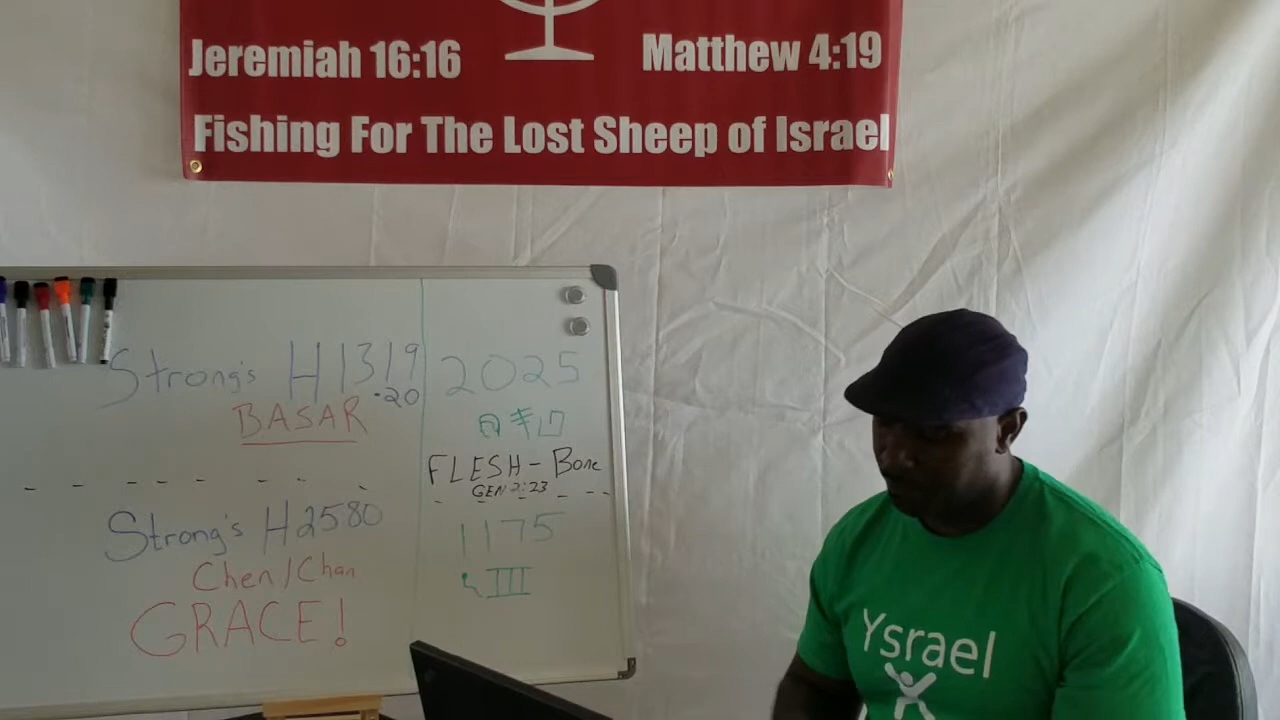 Jeremiah 16:16
Matthew 4:19
Fishing For The Lost Sheep of Israel
Strong's H1319
.20
BASAR
Strong's H2580
Chen/Chan
GRACE!
2025
FLESH - Bone
GEN 2:23
1175
Ysrael